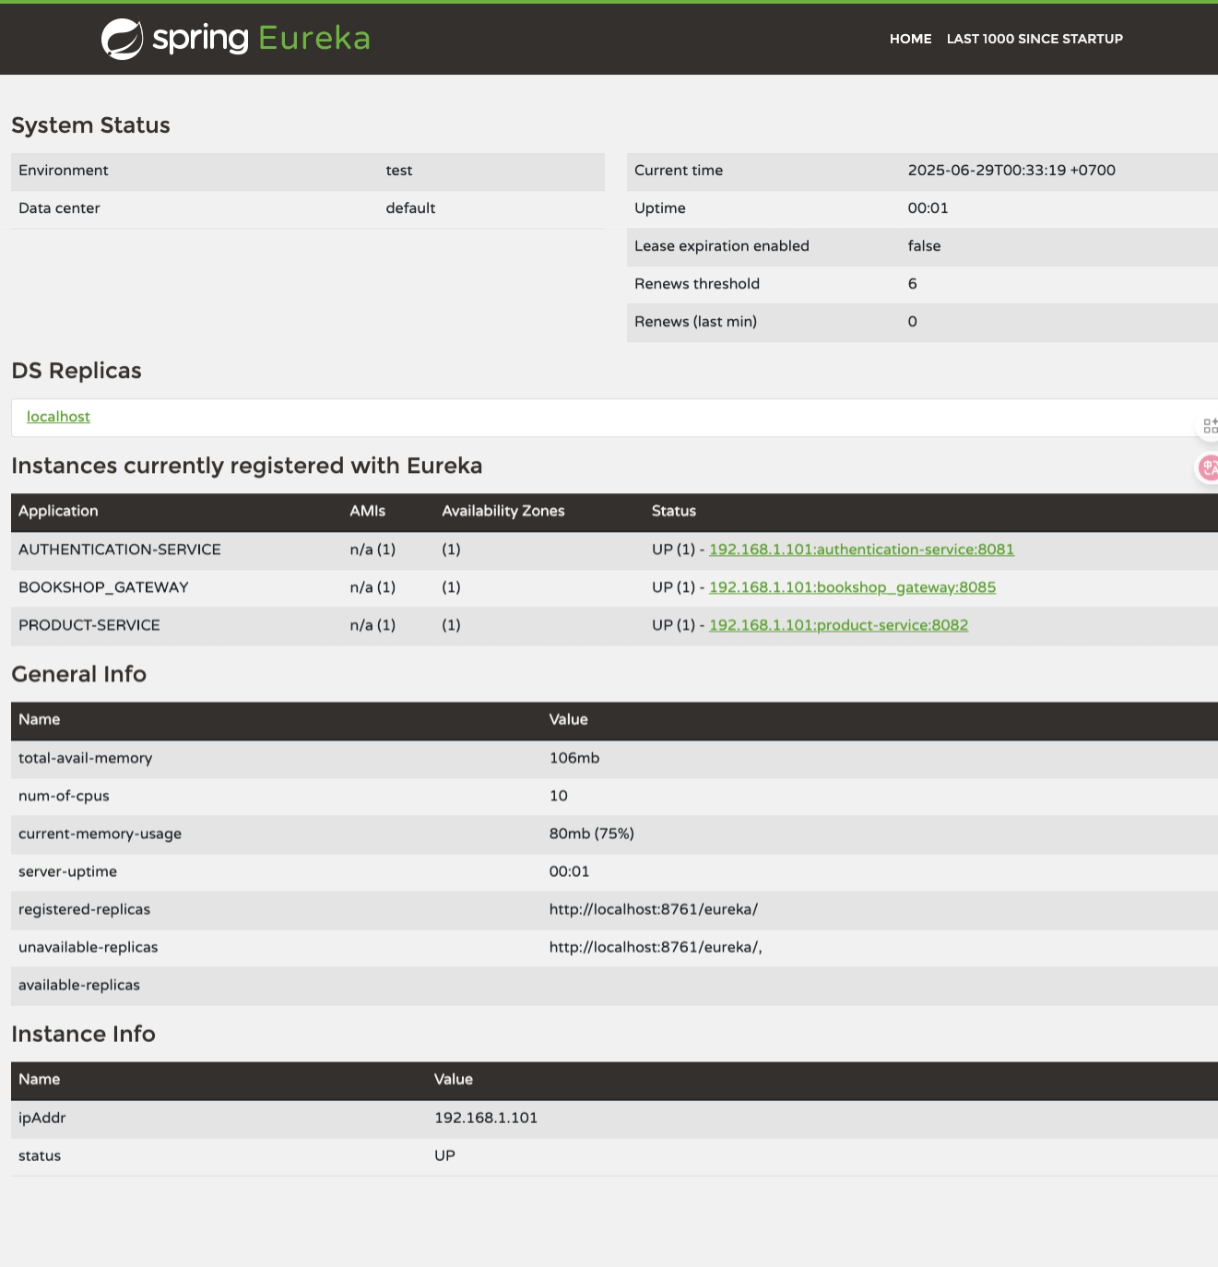 spring Eureka
HOME LAST 1000 SINCE STARTUP
System Status
Environment test
Data center default
Current time 2025-06-29T00:33:19 +0700
Uptime 00:01
Lease expiration enabled false
Renews threshold 6
Renews (last min) 0
DS Replicas
localhost
Instances currently registered with Eureka
Application AMIs Availability Zones Status
AUTHENTICATION-SERVICE n/a (1) (1) UP (1) - 192.168.1.101:authentication-service:8081
BOOKSHOP_GATEWAY n/a (1) (1) UP (1) - 192.168.1.101:bookshop_gateway:8085
PRODUCT-SERVICE n/a (1) (1) UP (1) - 192.168.1.101:product-service:8082
General Info
Name Value
total-avail-memory 106mb
num-of-cpus 10
current-memory-usage 80mb (75%)
server-uptime 00:01
registered-replicas http://localhost:8761/eureka/
unavailable-replicas http://localhost:8761/eureka/,
available-replicas
Instance Info
Name Value
ipAddr 192.168.1.101
status UP